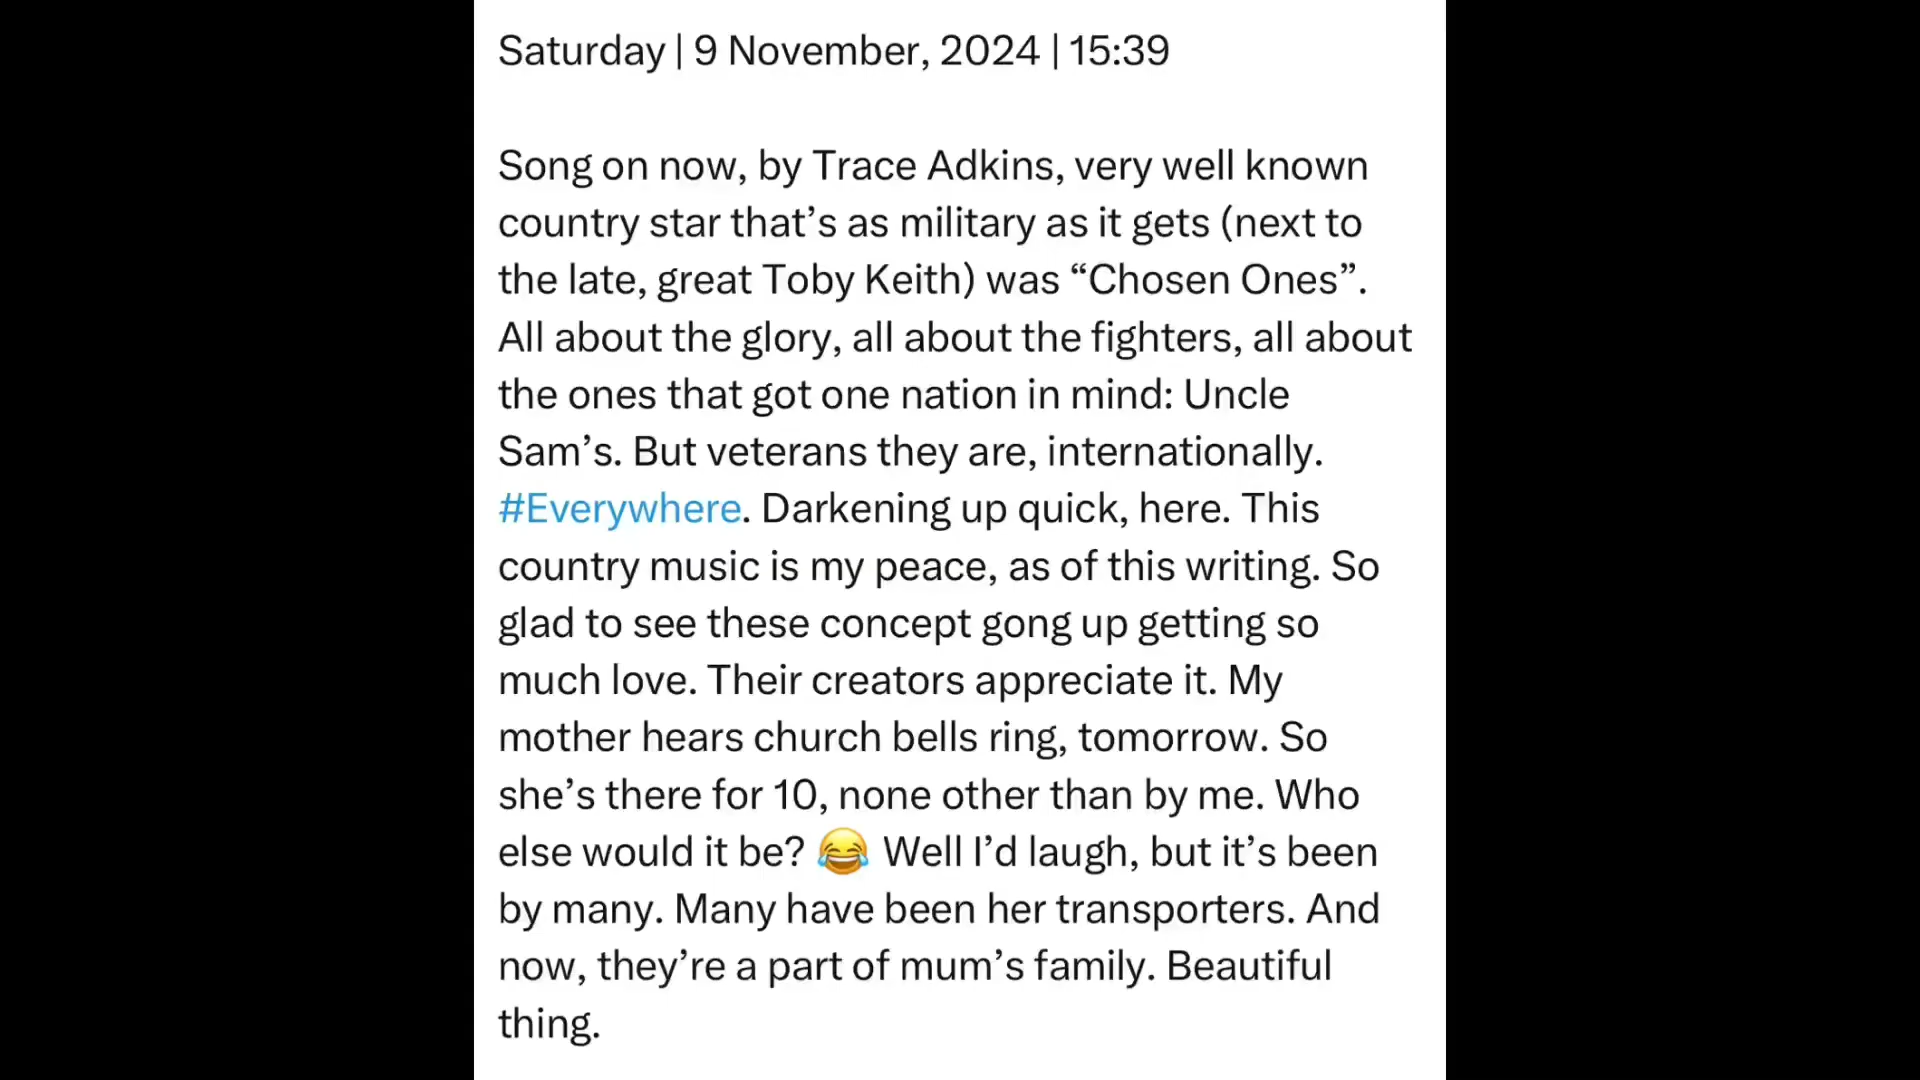 Saturday | 9 November, 2024 | 15:39
Song on now, by Trace Adkins, very well known
country star that’s as military as it gets (next to
the late, great Toby Keith) was “Chosen Ones”.
All about the glory, all about the fighters, all about
the ones that got one nation in mind: Uncle
Sam’s. But veterans they are, internationally.
#Everywhere. Darkening up quick, here. This
country music is my peace, as of this writing. So
glad to see these concept gong up getting so
much love. Their creators appreciate it. My
mother hears church bells ring, tomorrow. So
she’s there for 10, none other than by me. Who
else would it be? 😂 Well I’d laugh, but it’s been
by many. Many have been her transporters. And
now, they’re a part of mum’s family. Beautiful
thing.